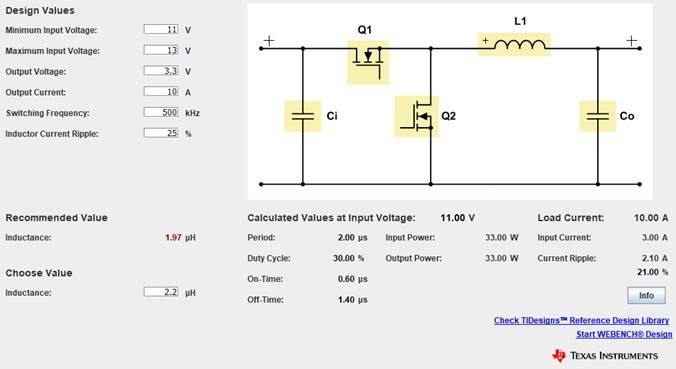 Design Values
Minimum Input Voltage: 11 V
Maximum Input Voltage: 13 V
Output Voltage: 3.3 V
Output Current: 10 A
Switching Frequency: 500 kHz
Inductor Current Ripple: 25 %
Q1
L1
+
+
+
Ci
Q2
Co
Recommended Value
Inductance: 1.97 µH
Choose Value
Inductance: 2.2 µH
Calculated Values at Input Voltage: 11.00 V Load Current: 10.00 A
Period: 2.00 µs Input Power: 33.00 W Input Current: 3.00 A
Duty Cycle: 30.00 % Output Power: 33.00 W Current Ripple: 2.10 A
21.00 %
On-Time: 0.60 µs
Off-Time: 1.40 µs
Info
Check TIDesigns™ Reference Design Library
Start WEBENCH® Design
TEXAS INSTRUMENTS